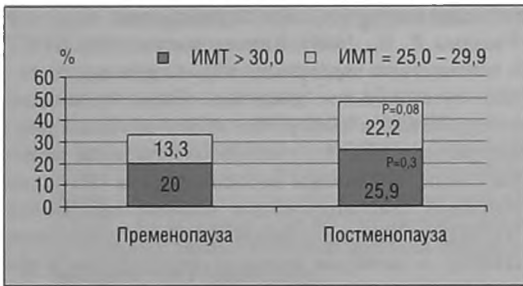 % ИМТ > 30,0 ИМТ = 25,0 – 29,9
60
50
40
30
20
10
0
13,3
20
P=0,08
22,2
P=0,3
25,9
Пременопауза Постменопауза